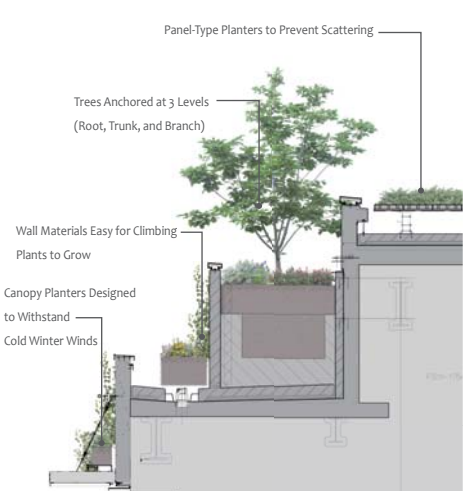 Panel-Type Planters to Prevent Scattering
Trees Anchored at 3 Levels
(Root, Trunk, and Branch)
Wall Materials Easy for Climbing
Plants to Grow
Canopy Planters Designed
to Withstand
Cold Winter Winds